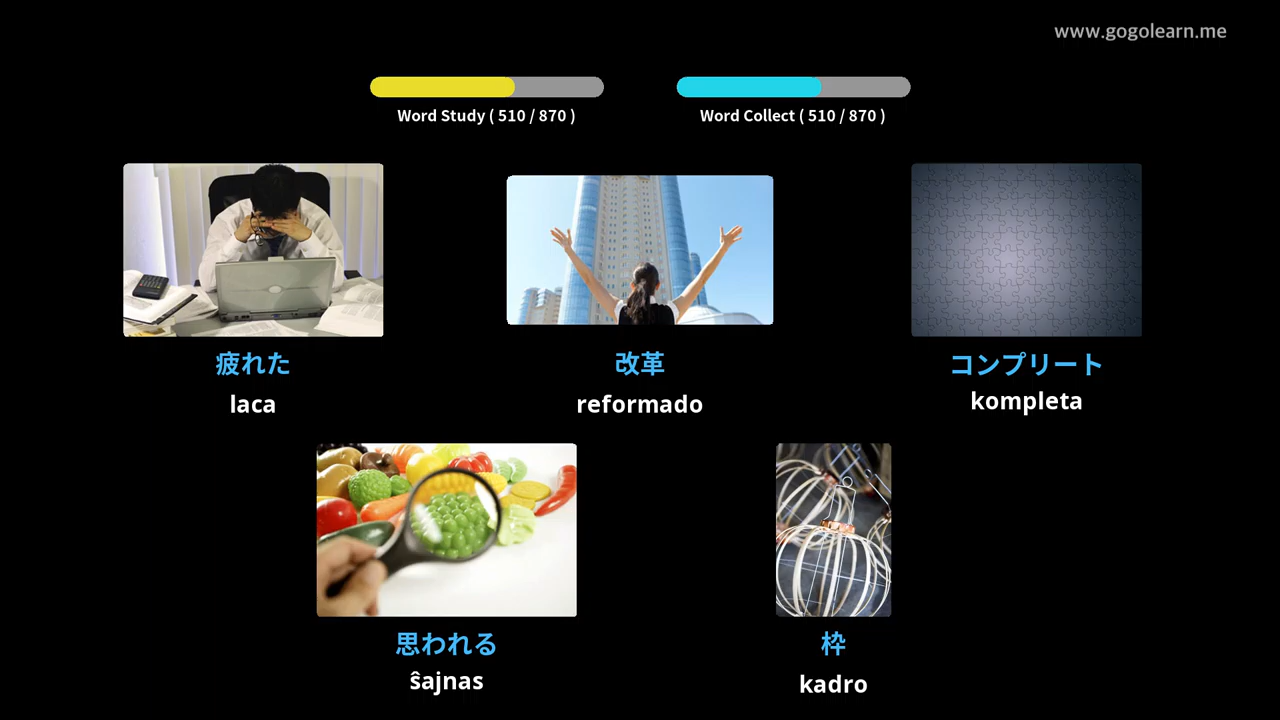 www.gogolearn.me
Word Study ( 510 / 870 )
Word Collect ( 510 / 870 )
疲れた
laca
改革
reformado
コンプリート
kompleta
思われる
ŝajnas
枠
kadro